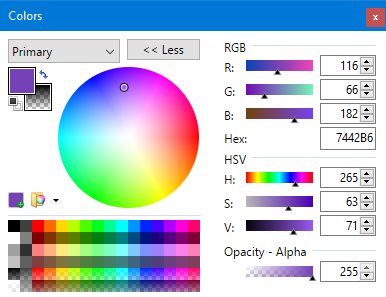 Colors
x
Primary
<< Less
RGB
R: 116
G: 66
B: 182
Hex: 7442B6
HSV
H: 265
S: 63
V: 71
Opacity - Alpha
255